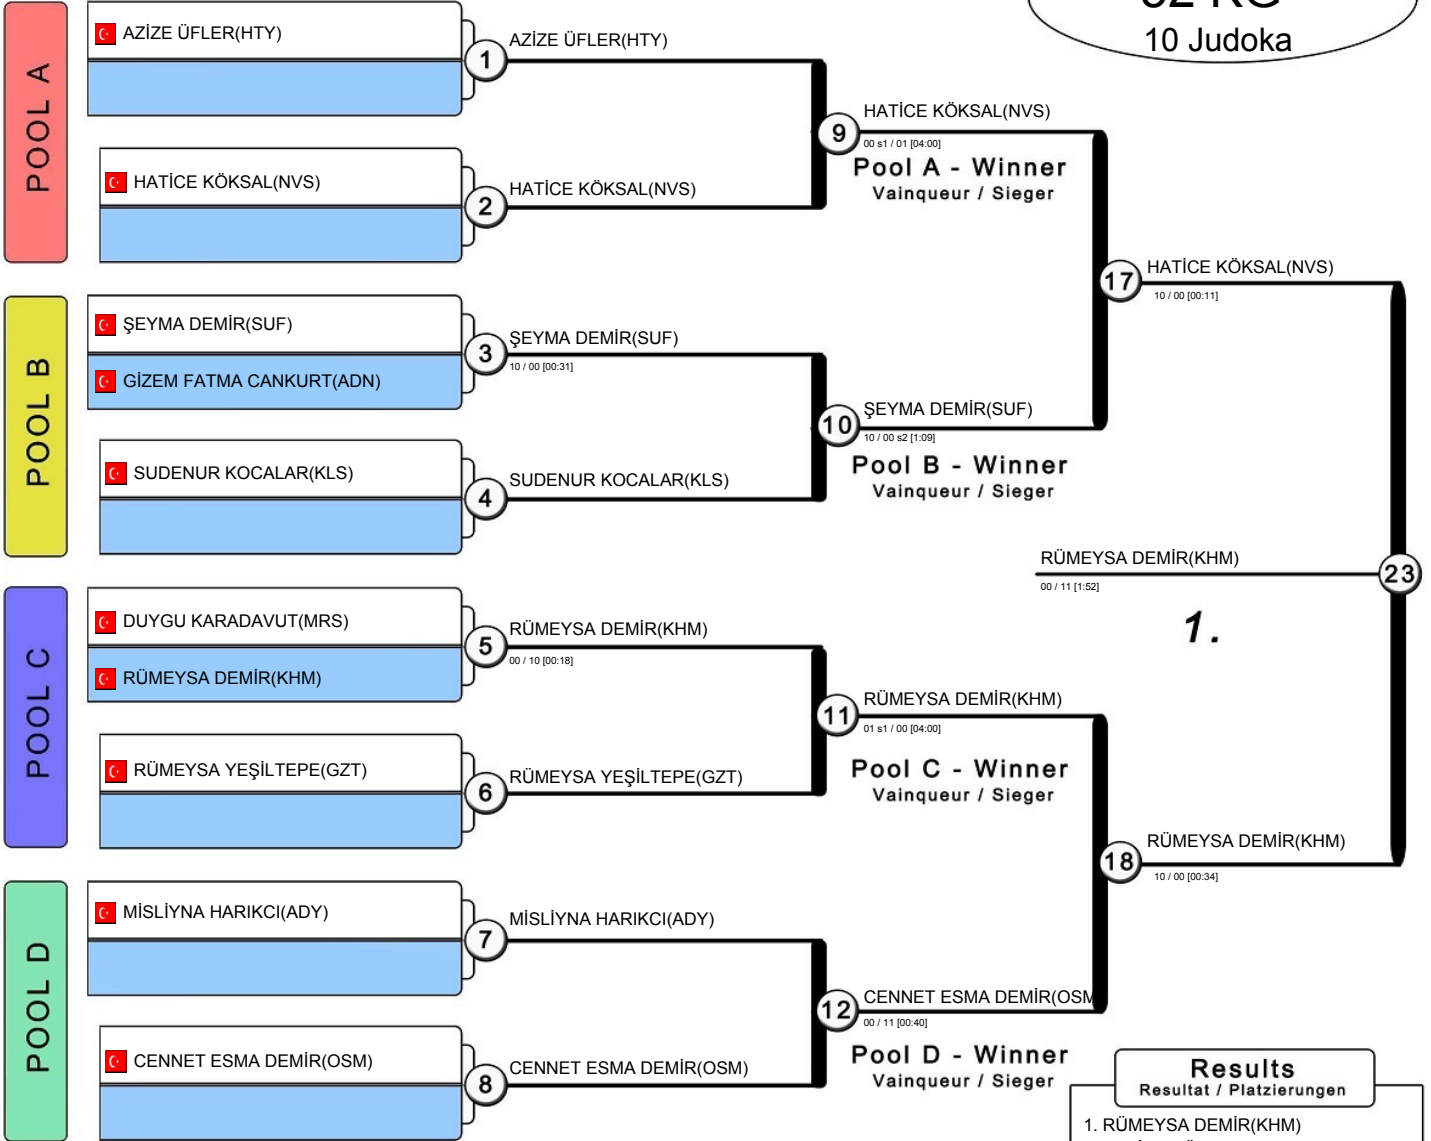 10 Judoka
POOL A
AZİZE ÜFLER(HTY)
1
AZİZE ÜFLER(HTY)
HATİCE KÖKSAL(NVS)
2
HATİCE KÖKSAL(NVS)
9
HATİCE KÖKSAL(NVS)
00 s1 / 01 [04:00]
Pool A - Winner
Vainqueur / Sieger
POOL B
ŞEYMA DEMİR(SUF)
GİZEM FATMA CANKURT(ADN)
3
ŞEYMA DEMİR(SUF)
10 / 00 [00:31]
SUDENUR KOCALAR(KLS)
4
SUDENUR KOCALAR(KLS)
10
ŞEYMA DEMİR(SUF)
10 / 00 s2 [1:09]
Pool B - Winner
Vainqueur / Sieger
17
HATİCE KÖKSAL(NVS)
10 / 00 [00:11]
POOL C
DUYGU KARADAVUT(MRS)
RÜMEYSA DEMİR(KHM)
5
RÜMEYSA DEMİR(KHM)
00 / 10 [00:18]
RÜMEYSA YEŞİLTEPE(GZT)
6
RÜMEYSA YEŞİLTEPE(GZT)
11
RÜMEYSA DEMİR(KHM)
01 s1 / 00 [04:00]
Pool C - Winner
Vainqueur / Sieger
POOL D
MİSLİYNA HARIKCI(ADY)
7
MİSLİYNA HARIKCI(ADY)
CENNET ESMA DEMİR(OSM)
8
CENNET ESMA DEMİR(OSM)
12
CENNET ESMA DEMİR(OSM
00 / 11 [00:40]
Pool D - Winner
Vainqueur / Sieger
18
RÜMEYSA DEMİR(KHM)
10 / 00 [00:34]
RÜMEYSA DEMİR(KHM)
00 / 11 [1:52]
23
1.
Results
Resultat / Platzierungen
1. RÜMEYSA DEMİR(KHM)